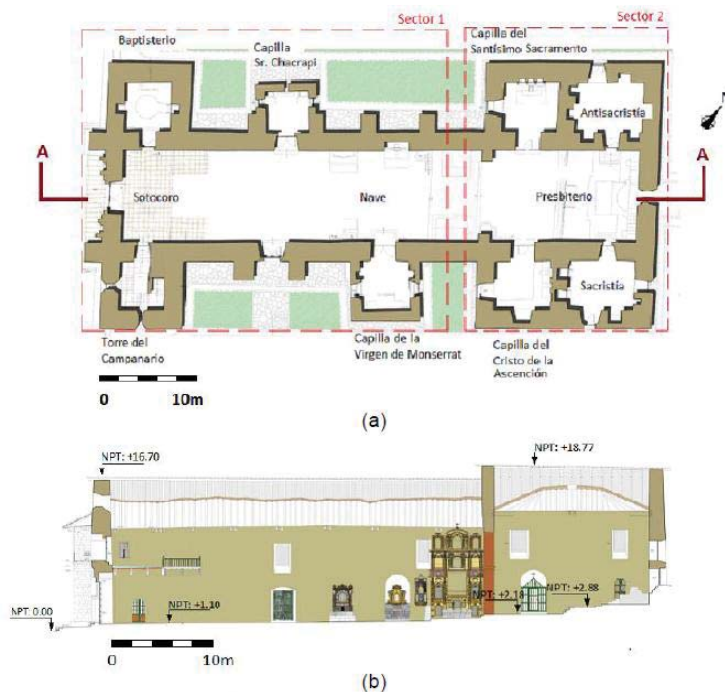 Sector 1
Sector 2
Baptisterio
Capilla
Sr. Chacrapi
Capilla del
Santísimo Sacramento
N
Antisacristía
A
A
Sotocoro
Nave
Presbiterio
Sacristía
Torre del
Campanario
Capilla de la
Virgen de Monserrat
Capilla del
Cristo de la
Ascención
0
10m
(a)
NPT: +16.70
NPT: +18.77
NPT: 0.00
NPT: +1.10
NPT: +2.18
NPT: +2.88
0
10m
(b)